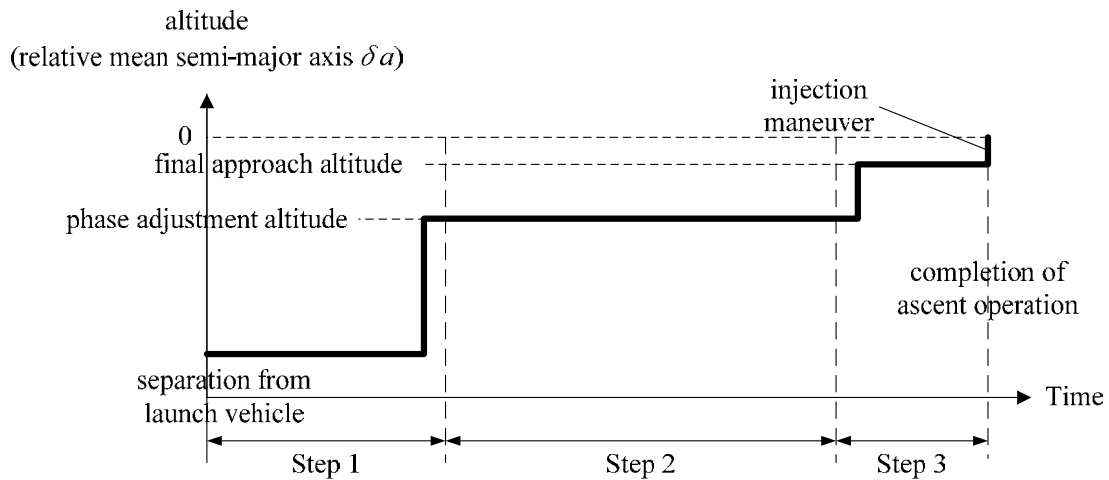 altitude
(relative mean semi-major axis δa)
injection
maneuver
0
final approach altitude
phase adjustment altitude
completion of
ascent operation
separation from
launch vehicle
Time
Step 1
Step 2
Step 3